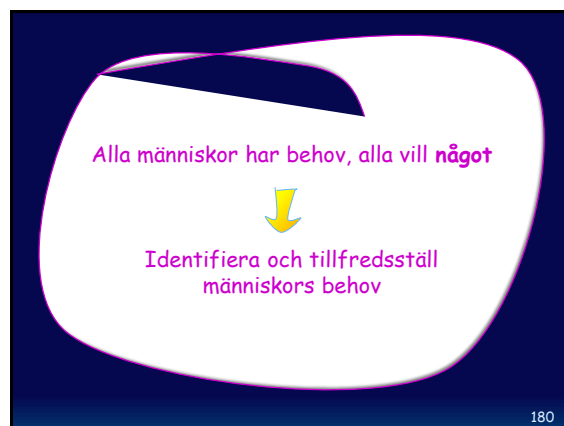 Alla människor har behov, alla vill något
Identifiera och tillfredsställ
människors behov
180